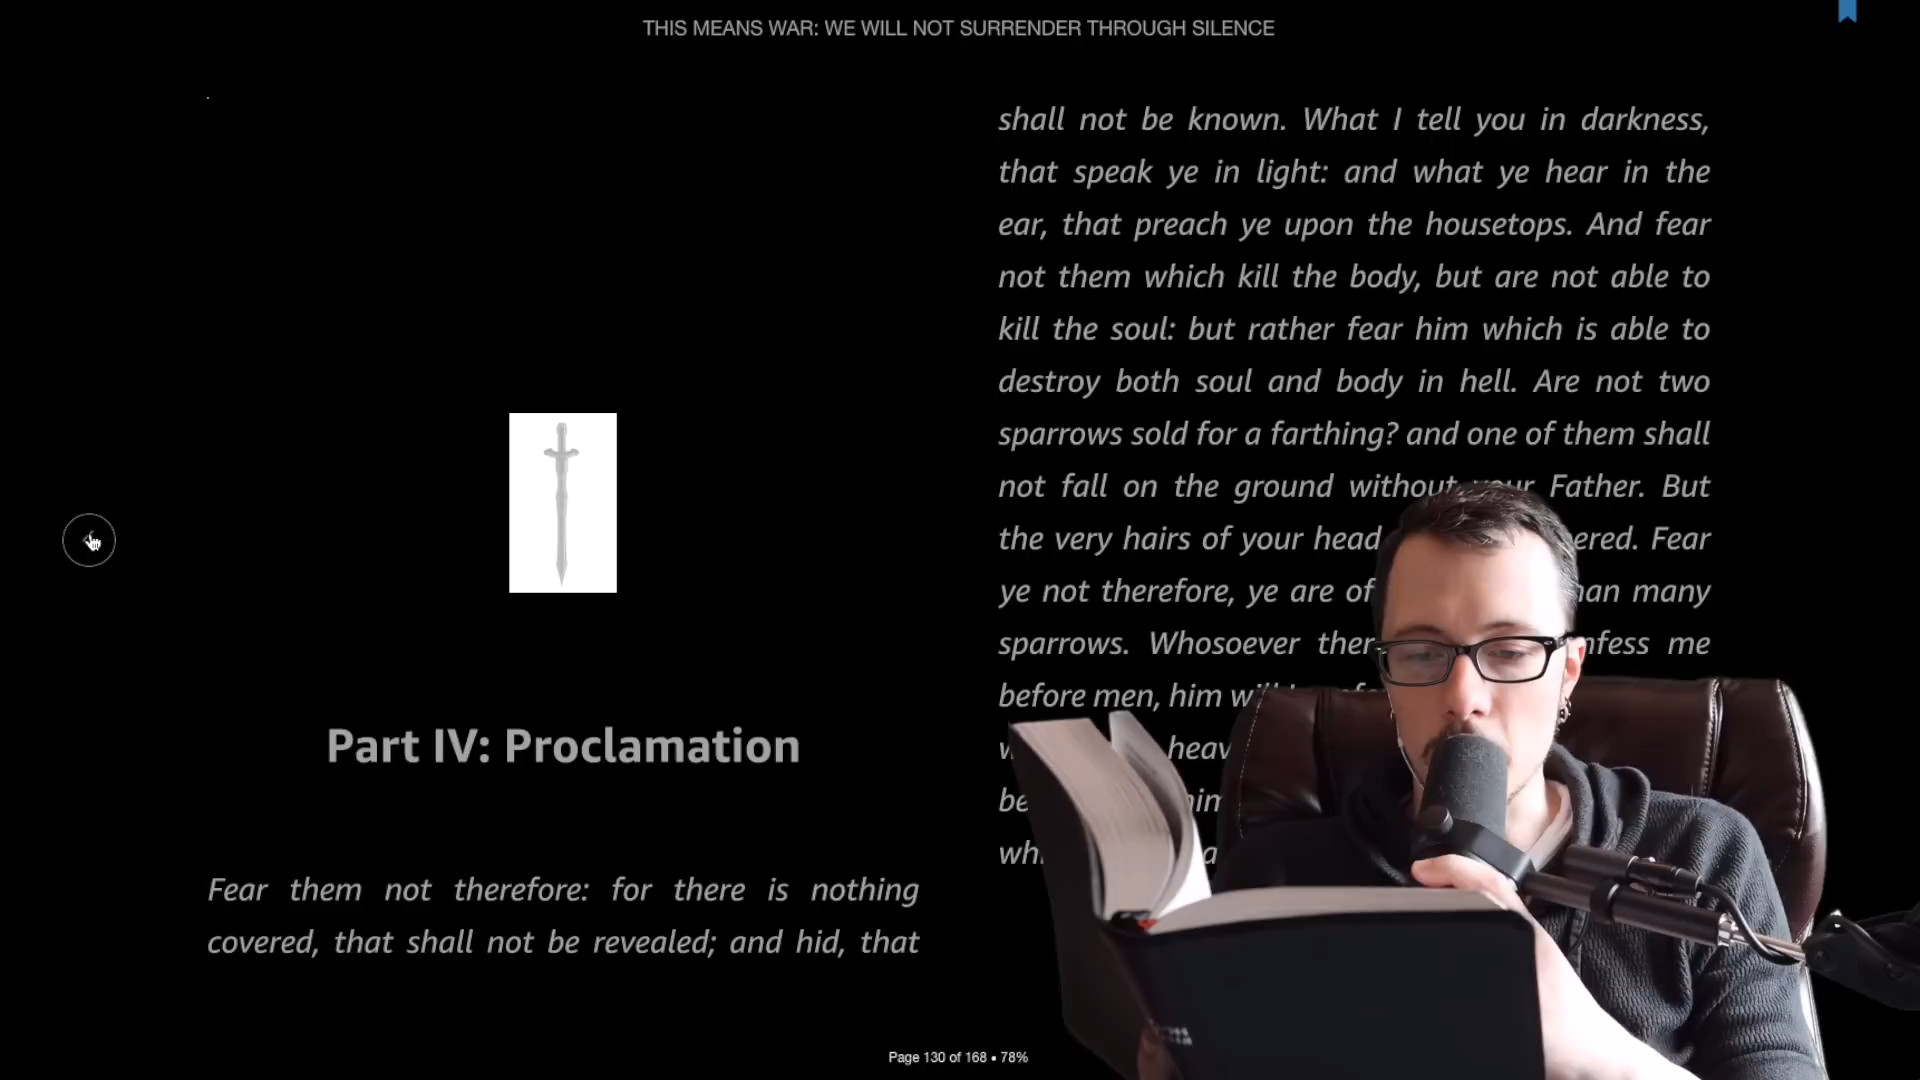 THIS MEANS WAR: WE WILL NOT SURRENDER THROUGH SILENCE
Part IV: Proclamation
Fear them not therefore: for there is nothing
covered, that shall not be revealed; and hid, that
shall not be known. What I tell you in darkness,
that speak ye in light: and what ye hear in the
ear, that preach ye upon the housetops. And fear
not them which kill the body, but are not able to
kill the soul: but rather fear him which is able to
destroy both soul and body in hell. Are not two
sparrows sold for a farthing? and one of them shall
not fall on the ground without your Father. But
the very hairs of your head Fear
ye not therefore, ye are of many
sparrows. Whosoever me
before men, him
Page 130 of 168 • 78%